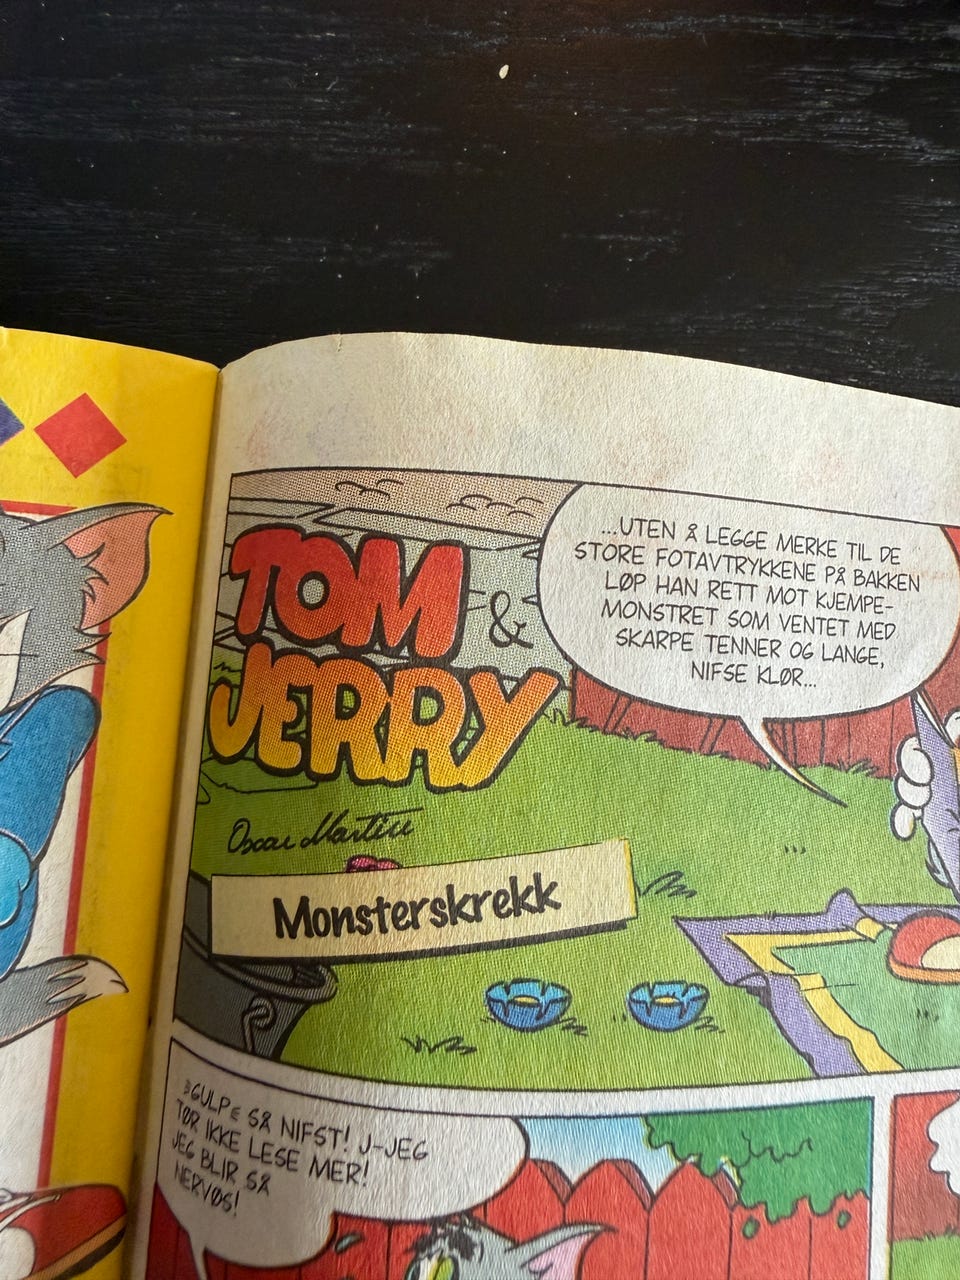 TOM
&
JERRY
Oscar Martin
Monsterskrekk
...UTEN Å LEGGE MERKE TIL DE
STORE FOTAVTRYKKENE PÅ BAKKEN
LØP HAN RETT MOT KJEMPE-
MONSTRET SOM VENTET MED
SKARPE TENNER OG LANGE,
NIFSE KLØR...
GULP SÅ NIFST! J-JEG
TØR IKKE LESE MER!
JEG BLIR SÅ
NERVØS!